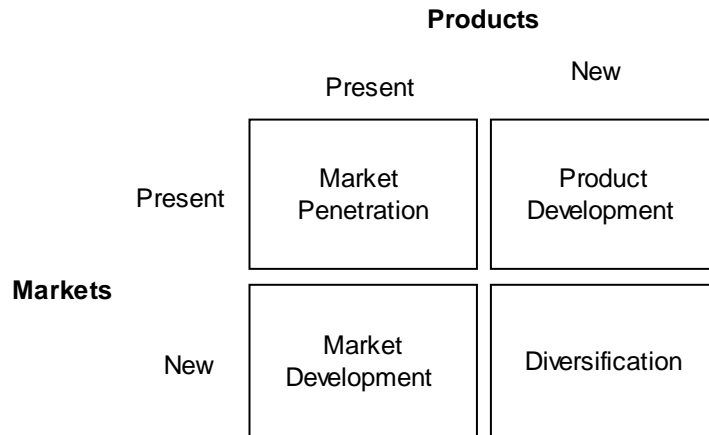 Products
New
Present
Present
Market
Penetration
Product
Development
Markets
New
Market
Development
Diversification